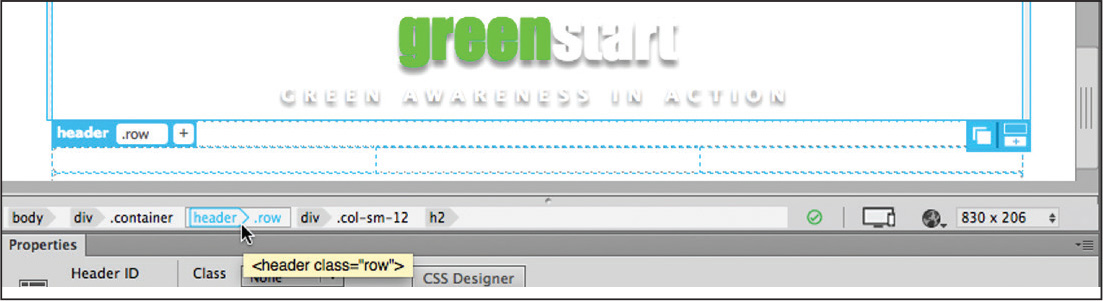 greenstart
GREEN AWARENESS IN ACTION
header .row +
body div .container header .row div .col-sm-12 h2 830 x 206
Properties
<header class="row">
Header ID Class None CSS Designer